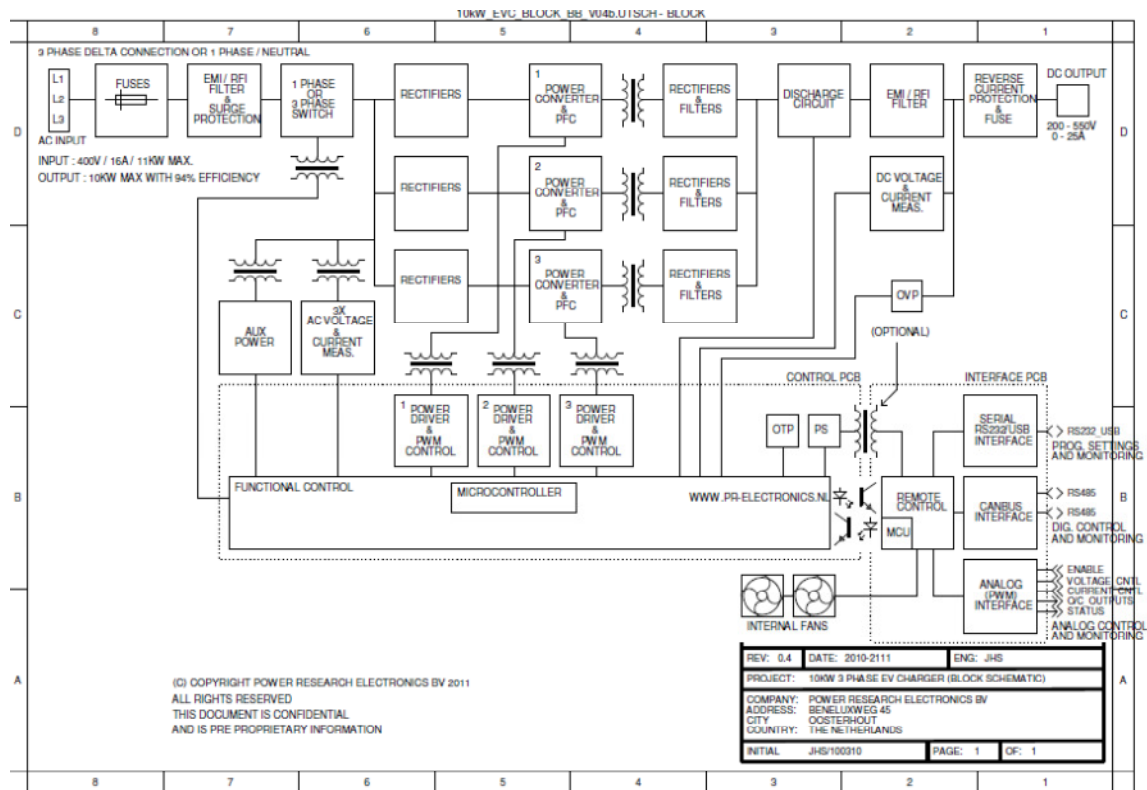 10kW_EVC_BLOCK_BB_V04b.UTSCH - BLOCK
8 7 6 5 4 3 2 1
3 PHASE DELTA CONNECTION OR 1 PHASE / NEUTRAL
L1
L2
L3
AC INPUT
FUSES
EMI / RFI
FILTER
&
SURGE
PROTECTION
1 PHASE
OR
3 PHASE
SWITCH
RECTIFIERS
1
POWER
CONVERTER
&
PFC
RECTIFIERS
&
FILTERS
DISCHARGE
CIRCUIT
EMI / RFI
FILTER
REVERSE
CURRENT
PROTECTION
&
FUSE
DC OUTPUT
200 - 550V
0 - 25A
D
D
INPUT : 400V / 16A / 11KW MAX.
OUTPUT : 10KW MAX WITH 94% EFFICIENCY
RECTIFIERS
2
POWER
CONVERTER
&
PFC
RECTIFIERS
&
FILTERS
DC VOLTAGE
&
CURRENT
MEAS.
RECTIFIERS
3
POWER
CONVERTER
&
PFC
RECTIFIERS
&
FILTERS
OVP
(OPTIONAL)
C
C
AUX
POWER
3X
AC VOLTAGE
&
CURRENT
MEAS.
CONTROL PCB
INTERFACE PCB
1 POWER
DRIVER
&
PWM
CONTROL
2 POWER
DRIVER
&
PWM
CONTROL
3 POWER
DRIVER
&
PWM
CONTROL
OTP
PS
SERIAL
RS232/USB
INTERFACE
RS232_USB
PROG. SETTINGS
AND MONITORING
B
B
FUNCTIONAL CONTROL
MICROCONTROLLER
WWW.PR-ELECTRONICS.NL
REMOTE
CONTROL
MCU
CANBUS
INTERFACE
RS485
RS485
DIG. CONTROL
AND MONITORING
ANALOG
(PWM)
INTERFACE
ENABLE
VOLTAGE CNTL
CURRENT CNTL
O/C OUTPUTS
STATUS
ANALOG CONTROL
AND MONITORING
INTERNAL FANS
A
A
(C) COPYRIGHT POWER RESEARCH ELECTRONICS BV 2011
ALL RIGHTS RESERVED
THIS DOCUMENT IS CONFIDENTIAL
AND IS PRE PROPRIETARY INFORMATION
REV: 0.4 DATE: 2010-2111 ENG: JHS
PROJECT: 10KW 3 PHASE EV CHARGER (BLOCK SCHEMATIC)
COMPANY: POWER RESEARCH ELECTRONICS BV
ADDRESS: BENELUXWEG 45
CITY OOSTERHOUT
COUNTRY: THE NETHERLANDS
INITIAL JHS/100310 PAGE: 1 OF: 1
8 7 6 5 4 3 2 1